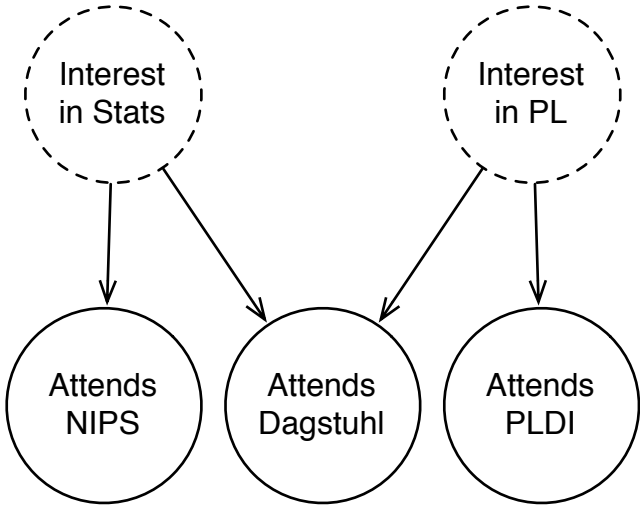 Interest
in Stats
Interest
in PL
Attends
NIPS
Attends
Dagstuhl
Attends
PLDI